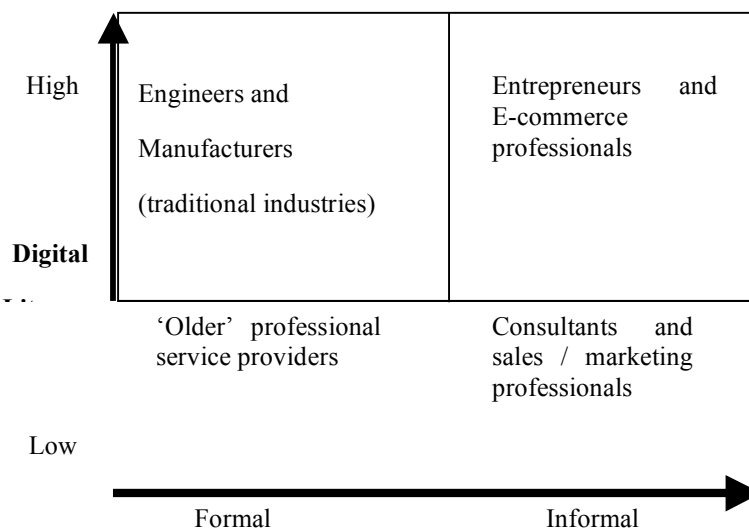 High
Engineers and
Manufacturers
(traditional industries)
Entrepreneurs and
E-commerce
professionals
Digital
‘Older’ professional
service providers
Consultants and
sales / marketing
professionals
Low
Formal
Informal